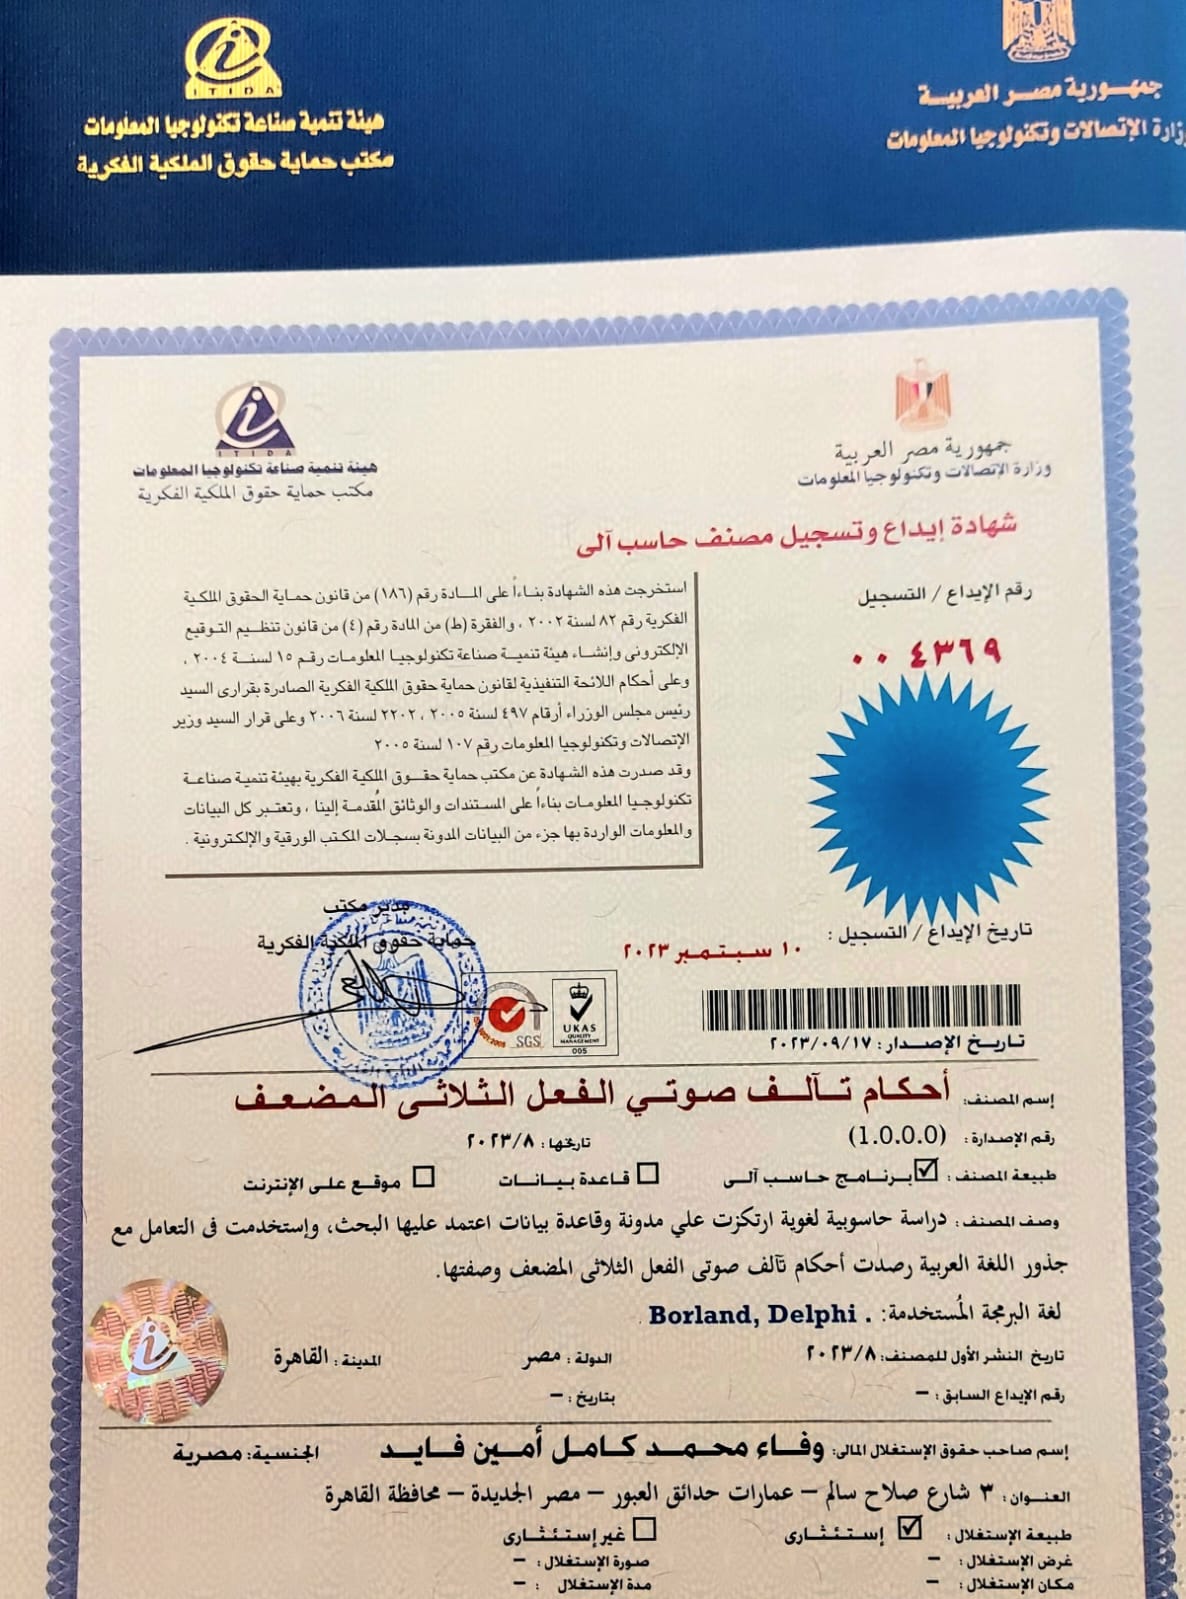 جمهورية مصر العربية
وزارة الإتصالات وتكنولوجيا المعلومات
ITIDA
هيئة تنمية صناعة تكنولوجيا المعلومات
مكتب حماية حقوق الملكية الفكرية
جمهورية مصر العربية
وزارة الإتصالات وتكنولوجيا المعلومات
ITIDA
هيئة تنمية صناعة تكنولوجيا المعلومات
مكتب حماية حقوق الملكية الفكرية
شهادة إيداع وتسجيل مصنف حاسب آلى
رقم الإيداع / التسجيل
٠٠٤٣٦٩
استخرجت هذه الشهادة بناءاً على المادة رقم (١٨٦) من قانون حماية الحقوق الملكية
الفكرية رقم ٨٢ لسنة ٢٠٠٢ ، والفقرة (ط) من المادة رقم (٤) من قانون تنظيم التوقيع
الإلكترونى وإنشاء هيئة تنمية صناعة تكنولوجيا المعلومات رقم ١٥ لسنة ٢٠٠٤ ،
وعلى أحكام اللائحة التنفيذية لقانون حماية حقوق الملكية الفكرية الصادرة بقرارى السيد
رئيس مجلس الوزراء أرقام ٤٩٧ لسنة ٢٠٠٥ ، ٢٢٠٢ لسنة ٢٠٠٦ وعلى قرار السيد وزير
الإتصالات وتكنولوجيا المعلومات رقم ١٠٧ لسنة ٢٠٠٥
وقد صدرت هذه الشهادة عن مكتب حماية حقوق الملكية الفكرية بهيئة تنمية صناعة
تكنولوجيا المعلومات بناءاً على المستندات والوثائق المُقدمة إلينا ، وتعتبر كل البيانات
والمعلومات الواردة بها جزء من البيانات المدونة بسجلات المكتب الورقية والإلكترونية .
مدير مكتب
حماية حقوق الملكية الفكرية
تاريخ الإيداع / التسجيل :
١٠ سبتمبر ٢٠٢٣
SGS
UKAS
QUALITY
MANAGEMENT
005
تاريخ الإصدار : ٢٠٢٣/٠٩/١٧
إسم المصنف: أحكام تآلف صوتي الفعل الثلاثى المضعف
رقم الإصدارة: (1.0.0.0) تاريخها: ٢٠٢٣/٨
طبيعة المصنف : برنامج حاسب آلى قاعدة بيانات موقع على الإنترنت
وصف المصنف: دراسة حاسوبية لغوية ارتكزت علي مدونة وقاعدة بيانات اعتمد عليها البحث، وإستخدمت فى التعامل مع
جذور اللغة العربية رصدت أحكام تآلف صوتى الفعل الثلاثى المضعف وصفتها.
لغة البرمجة المُستخدمة: Borland, Delphi .
تاريخ النشر الأول للمصنف: ٢٠٢٣/٨ الدولة : مصر المدينة : القاهرة
رقم الإيداع السابق : – بتاريخ : –
إسم صاحب حقوق الإستغلال المالى: وفاء محمد كامل أمين فايد الجنسية: مصرية
العنوان: ٣ شارع صلاح سالم – عمارات حدائق العبور – مصر الجديدة – محافظة القاهرة
طبيعة الإستغلال : إستئثارى غير إستئثارى
غرض الإستغلال : – صورة الإستغلال : –
مكان الإستغلال : – مدة الإستغلال : –